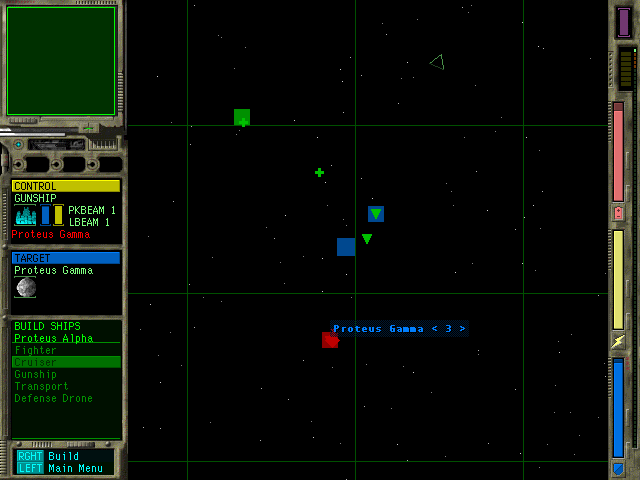 CONTROL
GUNSHIP
PKBEAM 1
LBEAM 1
Proteus Gamma
TARGET
Proteus Gamma
BUILD SHIPS
Proteus Alpha
Fighter
Cruiser
Gunship
Transport
Defense Drone
RGHT Build
LEFT Main Menu
Proteus Gamma < 3 >